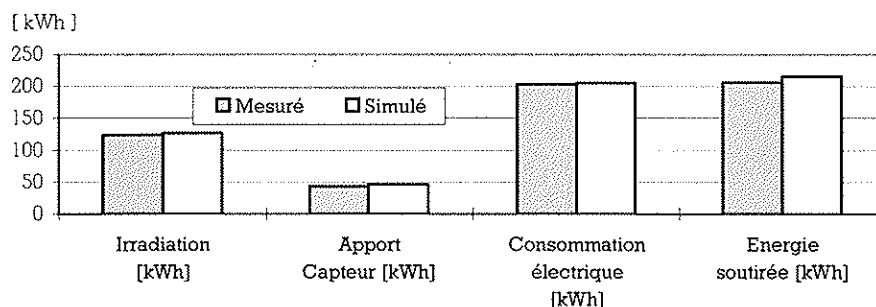 [ kWh ]
250
200
150
100
50
0
Mesuré Simulé
Irradiation
[kWh]
Apport
Capteur [kWh]
Consommation
électrique
[kWh]
Energie
soutirée [kWh]